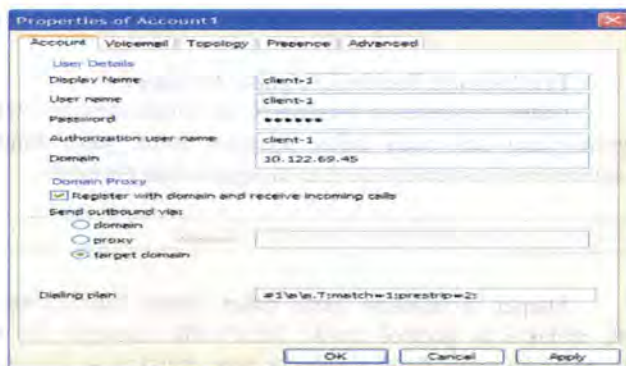 Properties of Account1
Account Voicemail Topology Presence Advanced
User Details
Display Name client-1
User name client-1
Password ●●●●●●
Authorization user name client-1
Domain 10.122.69.45
Domain Proxy
Register with domain and receive incoming calls
Send outbound via:
domain
proxy
target domain
Dialing plan #1\a\a.T;match=1;prestrip=2;
OK Cancel Apply